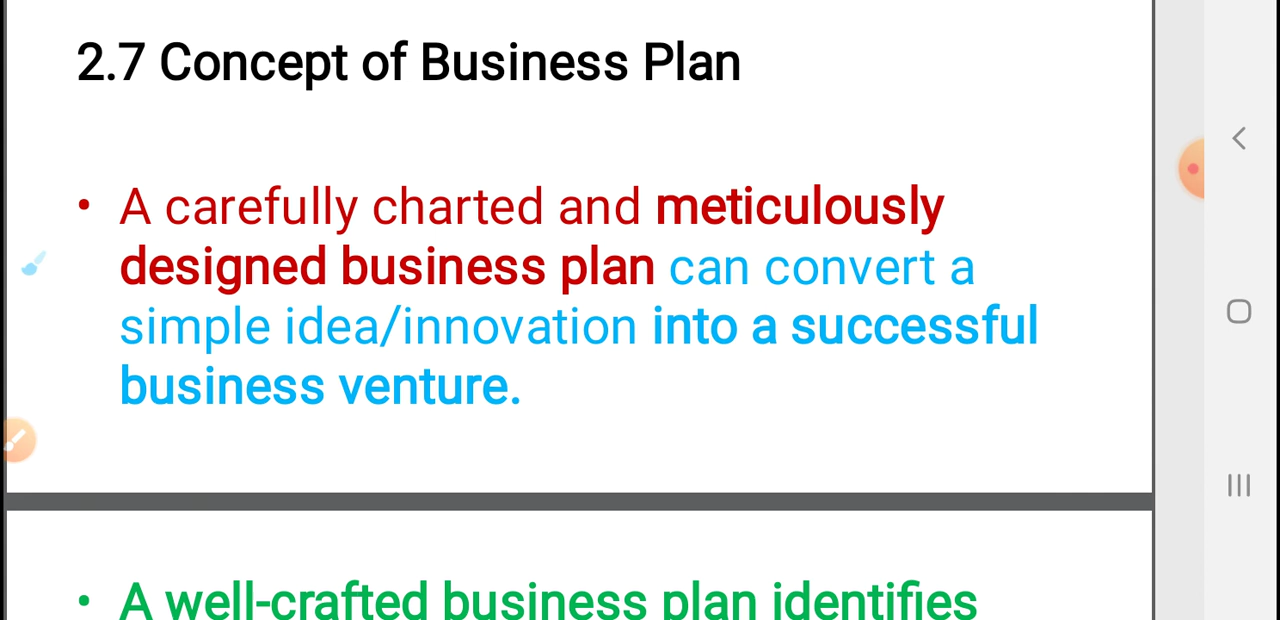 2.7 Concept of Business Plan
• A carefully charted and meticulously
designed business plan can convert a
simple idea/innovation into a successful
business venture.
• A well-crafted business plan identifies